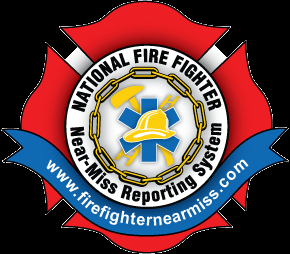 NATIONAL FIRE FIGHTER
Near-Miss Reporting System
www.firefighternearmiss.com